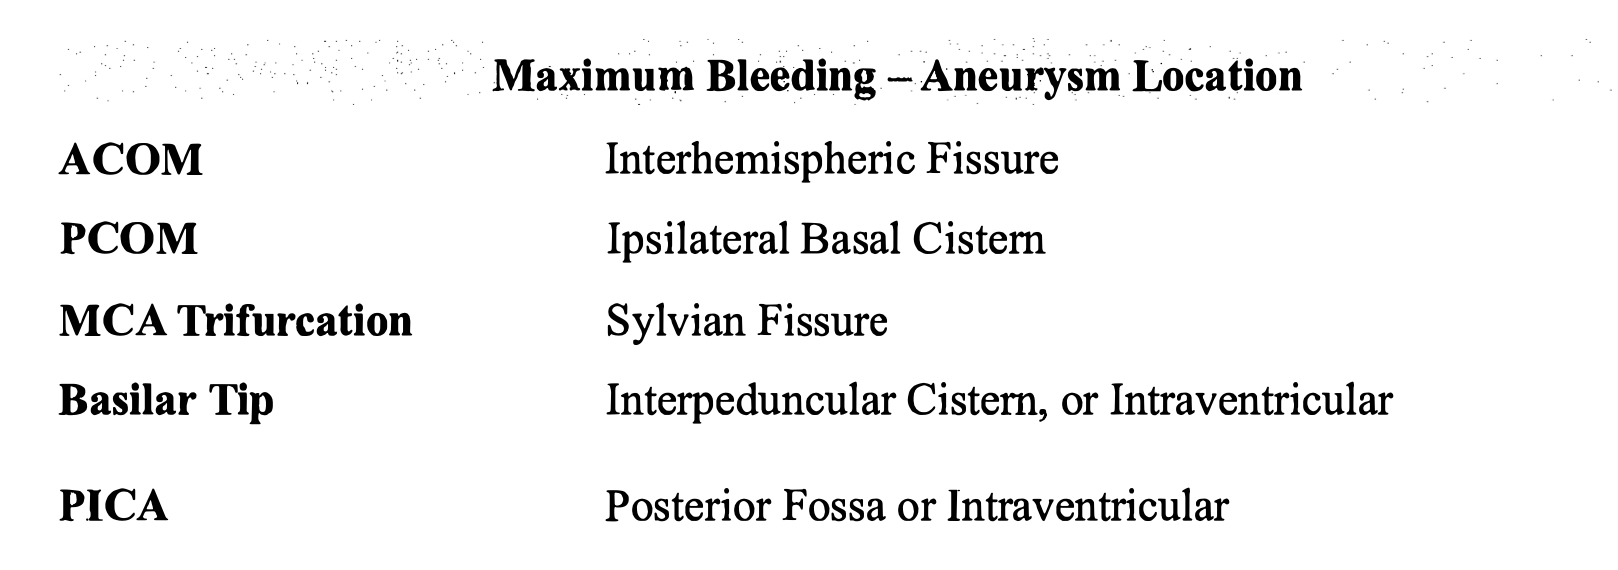 Maximum Bleeding – Aneurysm Location
ACOM Interhemispheric Fissure
PCOM Ipsilateral Basal Cistern
MCA Trifurcation Sylvian Fissure
Basilar Tip Interpeduncular Cistern, or Intraventricular
PICA Posterior Fossa or Intraventricular